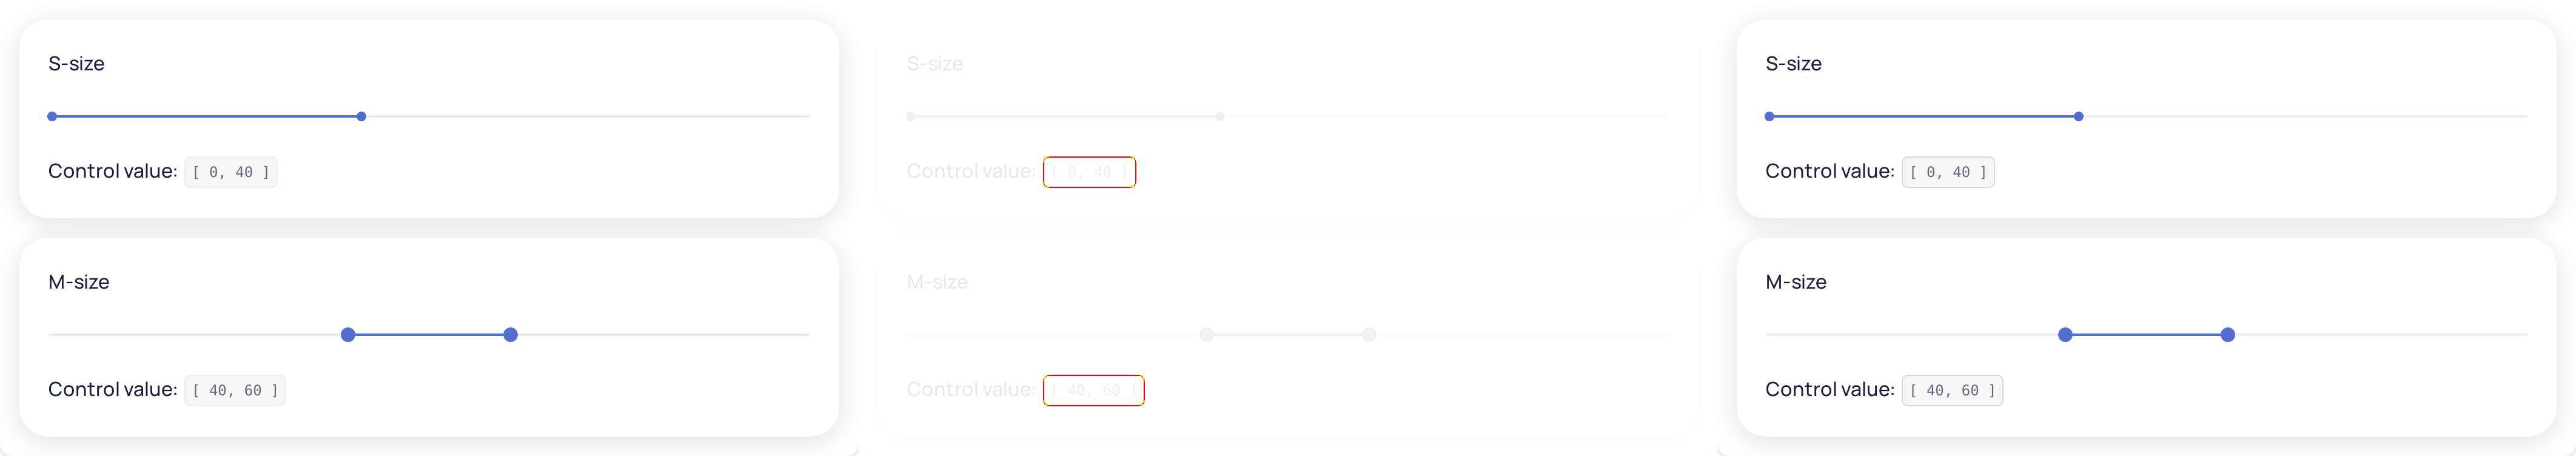 S-size
Control value: [ 0, 40 ]
M-size
Control value: [ 40, 60 ]
S-size
Control value: [ 0, 40 ]
M-size
Control value: [ 40, 60 ]
S-size
Control value: [ 0, 40 ]
M-size
Control value: [ 40, 60 ]